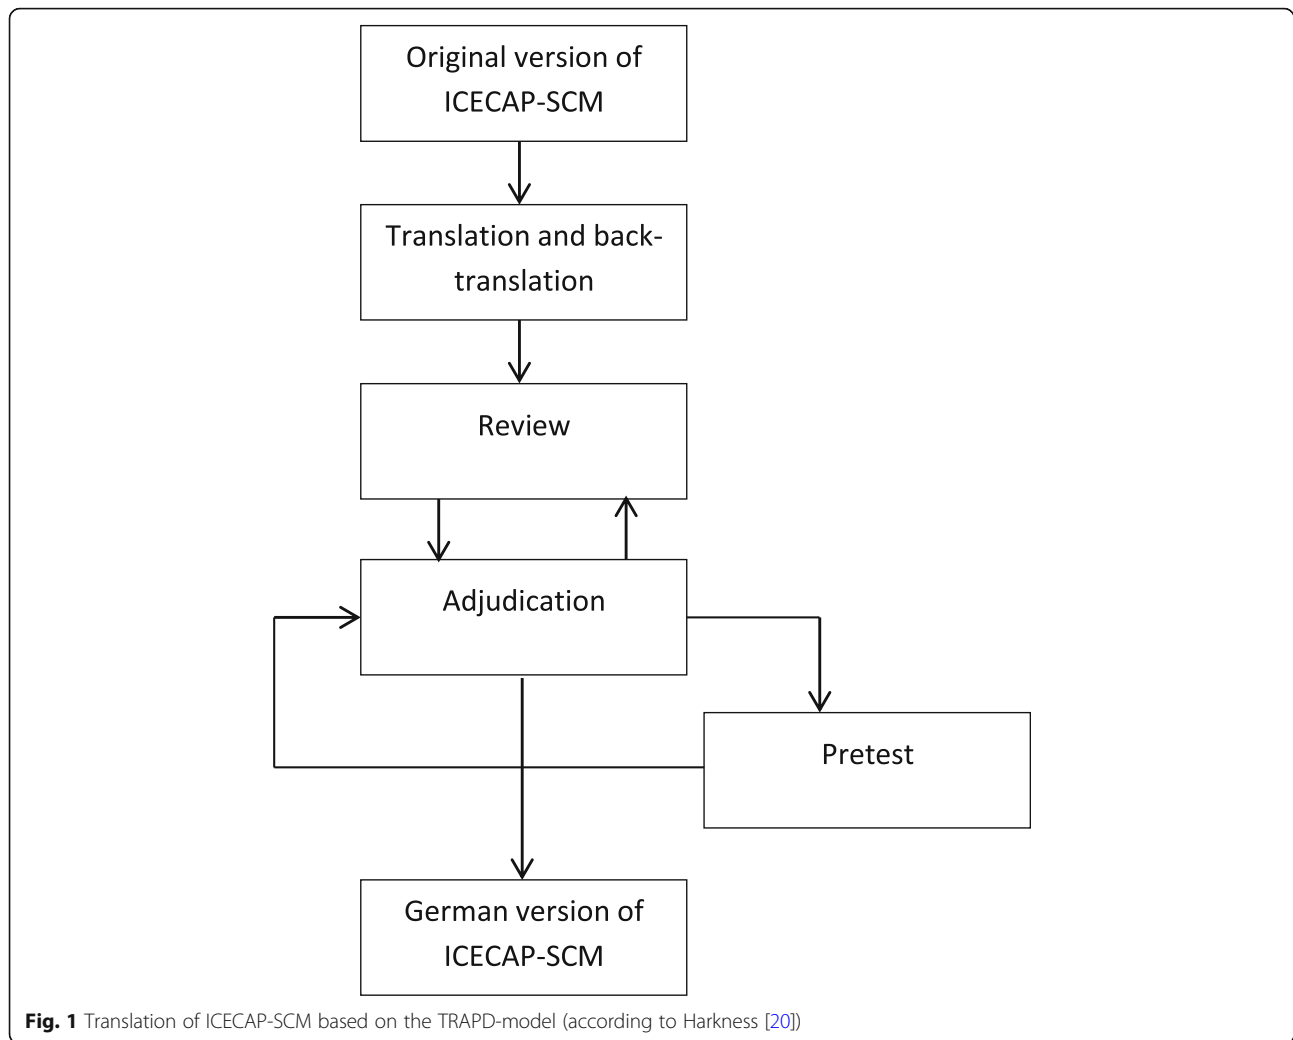 Original version of
ICECAP-SCM
Translation and back-
translation
Review
Adjudication
Pretest
German version of
ICECAP-SCM
Fig. 1 Translation of ICECAP-SCM based on the TRAPD-model (according to Harkness [20])